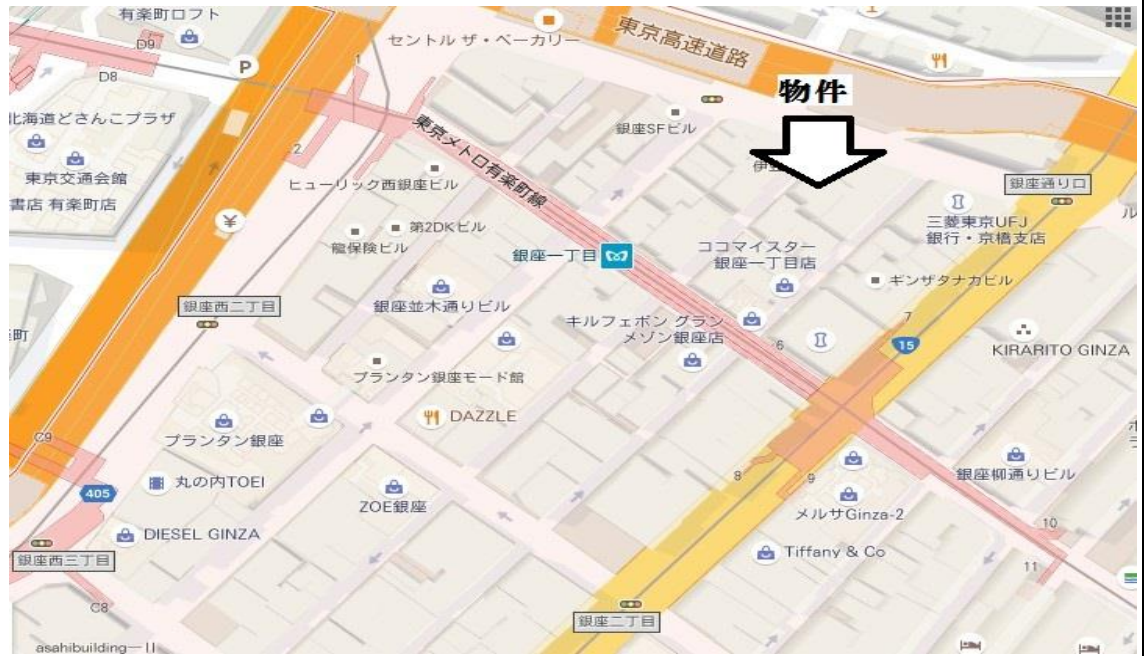 有楽町ロフト
D9
D8
P
1
セントル ザ・ベーカリー
東京高速道路
物件
北海道どさんこプラザ
東京交通会館
書店 有楽町店
2
¥
東京メトロ有楽町線
銀座SFビル
銀座通り口
三菱東京UFJ
銀行・京橋支店
ヒューリック西銀座ビル
第2DKビル
龍保険ビル
銀座一丁目
ココマイスター
銀座一丁目店
ギンザタナカビル
銀座西二丁目
銀座並木通りビル
キルフェボン グラン
メゾン銀座店
6
7
15
KIRARITO GINZA
プランタン銀座モード館
DAZZLE
プランタン銀座
C9
405
丸の内TOEI
ZOE銀座
8
9
銀座柳通りビル
メルサGinza-2
10
DIESEL GINZA
銀座西三丁目
Tiffany & Co
11
C8
銀座二丁目
asahibuilding